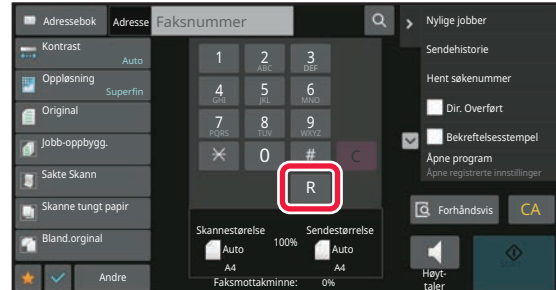 Adressebok
Adresse
Faksnummer
Kontrast
Auto
Oppløsning
Superfin
Original
Jobb-oppbygg.
Sakte Skann
Skanne tungt papir
Bland.orginal
Andre
1
2
ABC
3
DEF
4
GHI
5
JKL
6
MNO
7
PQRS
8
TUV
9
WXYZ
0
#
C
R
Skannestørelse
100%
Sendestørrelse
Auto
Auto
A4
A4
Faksmottakminne: 0%
Nylige jobber
Sendehistorie
Hent søkenummer
Dir. Overført
Bekreftelsesstempel
Åpne program
Åpne registrerte innstillinger
Forhåndsvis
CA
Høyt-
taler